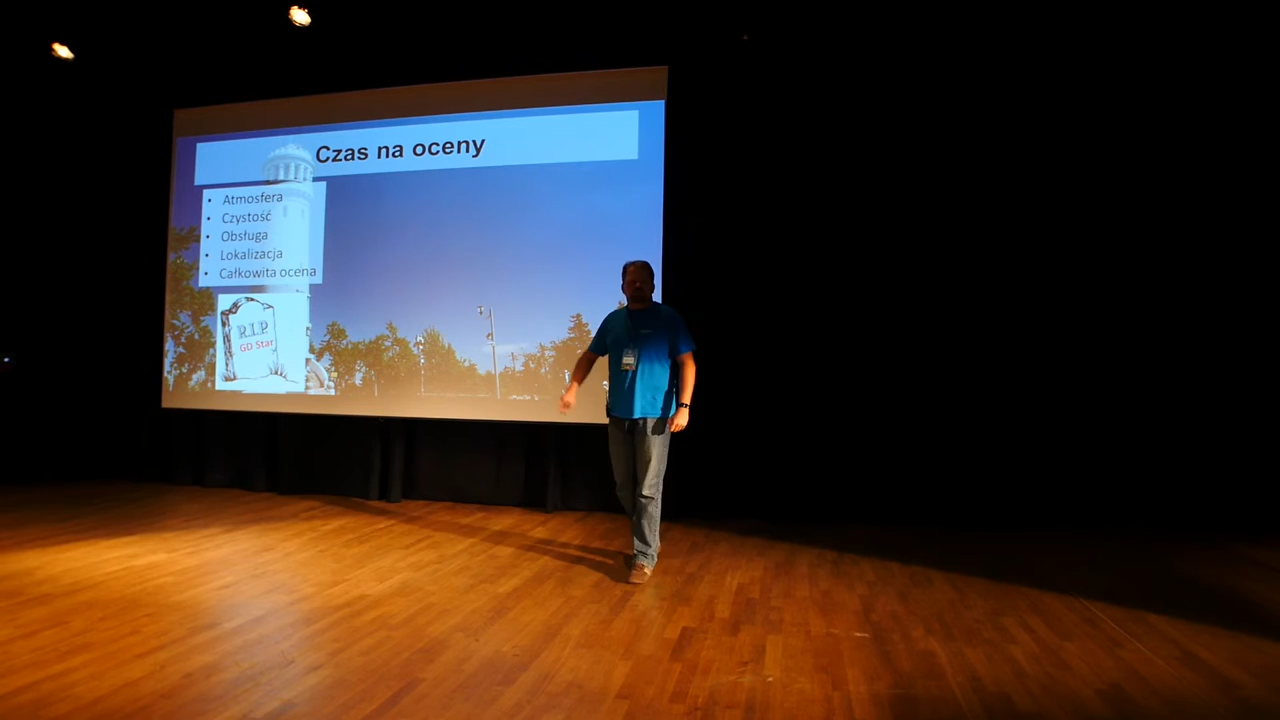 Czas na oceny
• Atmosfera
• Czystość
• Obsługa
• Lokalizacja
• Całkowita ocena
R.I.P
GD Star